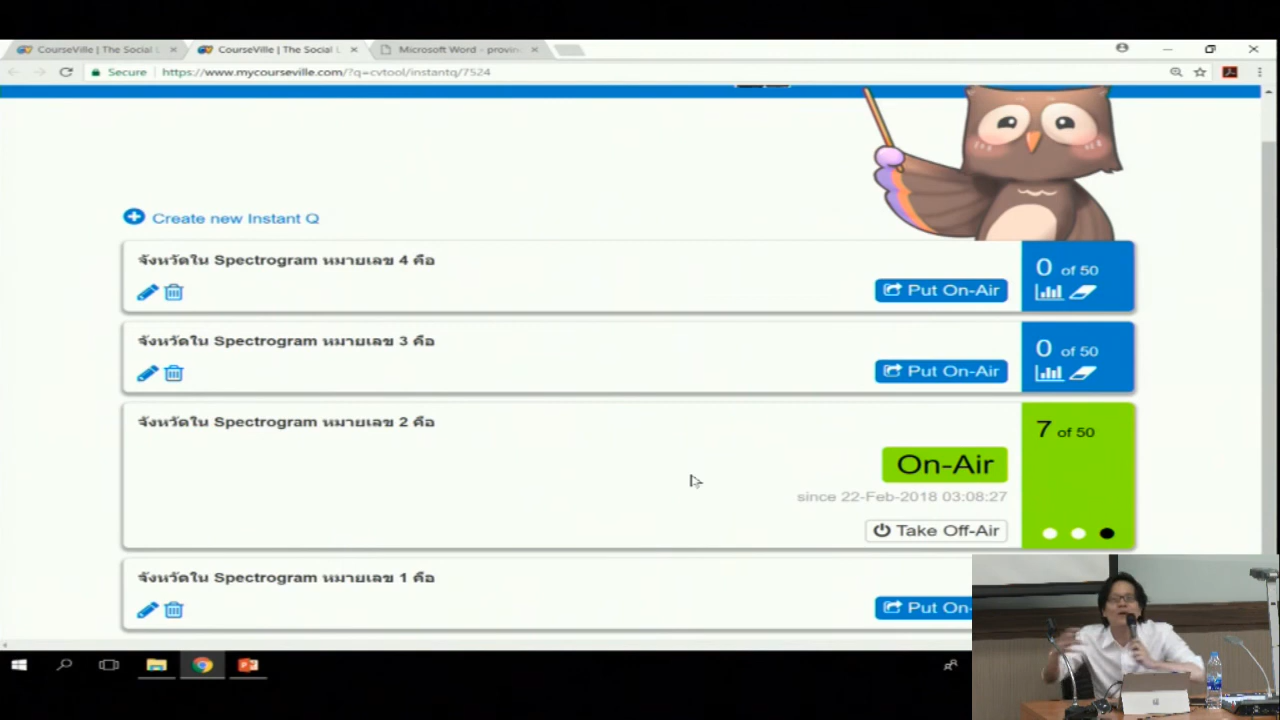 CourseVille | The Social L
CourseVille | The Social L
Microsoft Word - provin
Secure
https://www.mycourseville.com/?q=cvtool/instantq/7524
Create new Instant Q
จังหวัดใน Spectrogram หมายเลข 4 คือ
Put On-Air
0 of 50
จังหวัดใน Spectrogram หมายเลข 3 คือ
Put On-Air
0 of 50
จังหวัดใน Spectrogram หมายเลข 2 คือ
7 of 50
On-Air
since 22-Feb-2018 03:08:27
Take Off-Air
จังหวัดใน Spectrogram หมายเลข 1 คือ
Put On-